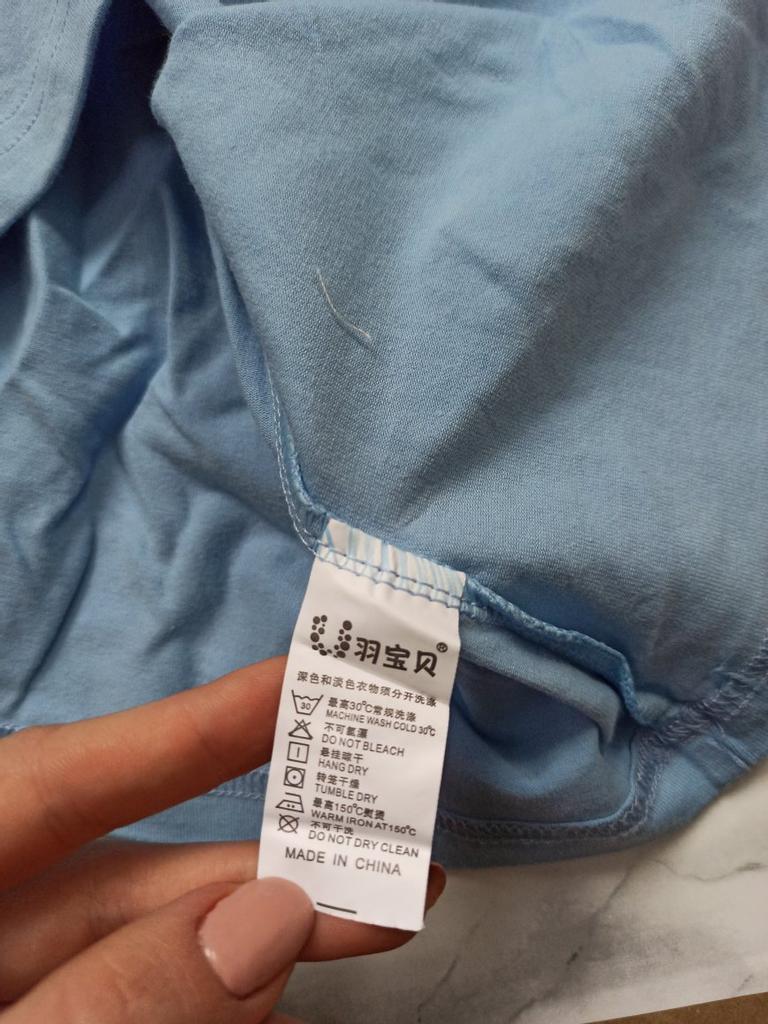 羽宝贝®
深色和淡色衣物须分开洗涤
30
最高30℃常规洗涤
MACHINE WASH COLD 30℃
不可氯漂
DO NOT BLEACH
悬挂晾干
HANG DRY
转笼干燥
TUMBLE DRY
最高150℃熨烫
WARM IRON AT150℃
不可干洗
DO NOT DRY CLEAN
MADE IN CHINA